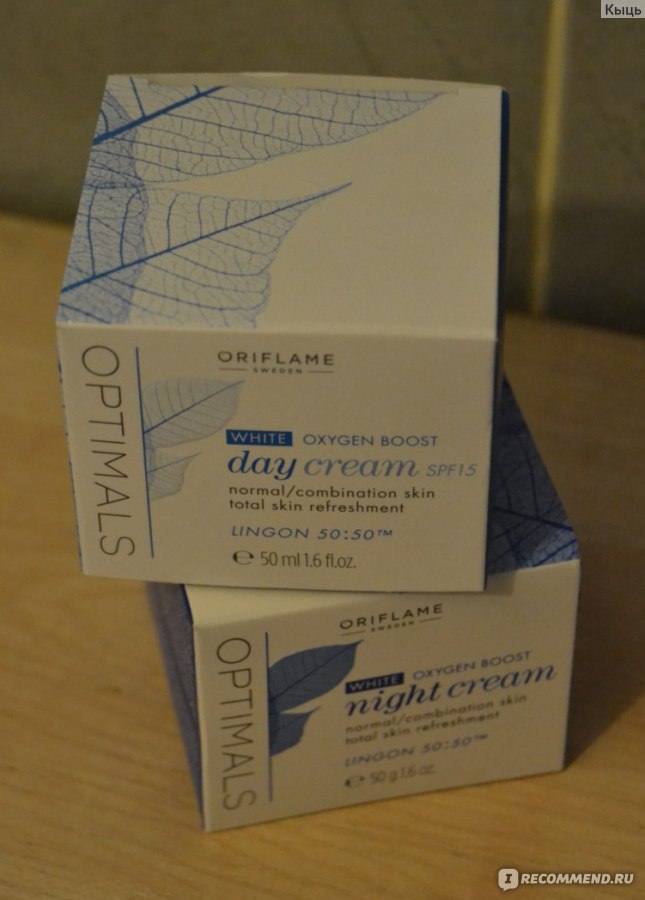 Кыць
OPTIMALS
ORIFLAME
SWEDEN
WHITE OXYGEN BOOST
day cream SPF15
normal/combination skin
total skin refreshment
LINGON 50:50™
℮ 50 ml 1.6 fl.oz.
OPTIMALS
ORIFLAME
SWEDEN
WHITE OXYGEN BOOST
night cream
normal/combination skin
total skin refreshment
LINGON 50:50™
℮ 50 g 1.6 oz.
IRECOMMEND.RU